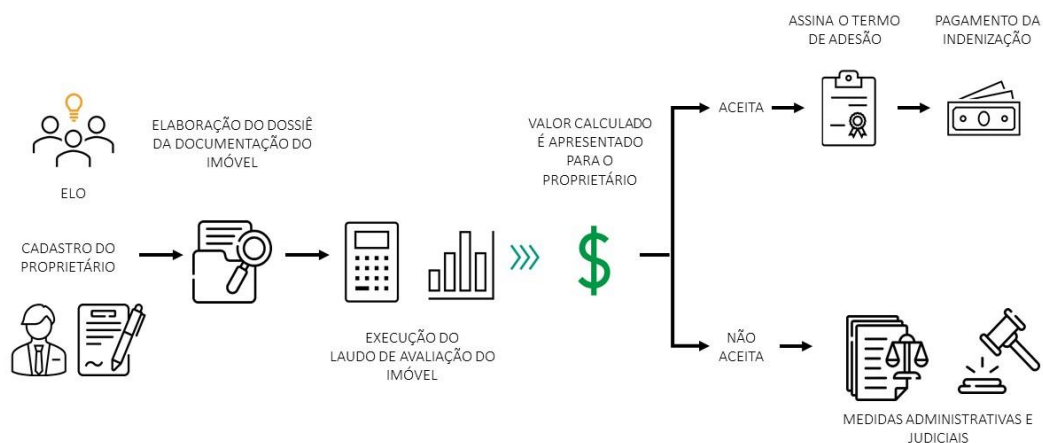 ELO
CADASTRO DO
PROPRIETÁRIO
ELABORAÇÃO DO DOSSIÊ
DA DOCUMENTAÇÃO DO
IMÓVEL
EXECUÇÃO DO
LAUDO DE AVALIAÇÃO DO
IMÓVEL
VALOR CALCULADO
É APRESENTADO
PARA O
PROPRIETÁRIO
$
ACEITA
ASSINA O TERMO
DE ADESÃO
PAGAMENTO DA
INDENIZAÇÃO
NÃO
ACEITA
MEDIDAS ADMINISTRATIVAS E
JUDICIAIS